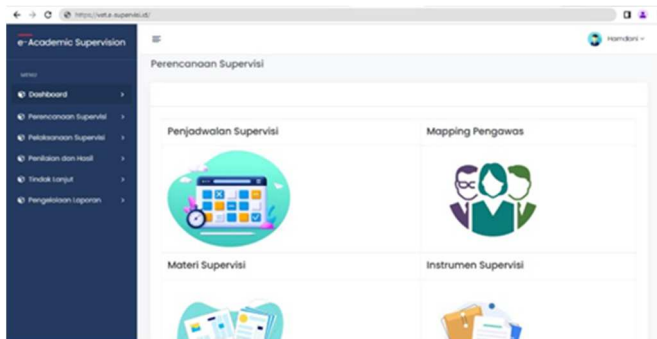 e-Academic Supervision
Hamdani
Perencanaan Supervisi
MENU
Dashboard
Perencanaan Supervisi
Pelaksanaan Supervisi
Penilaian dan Hasil
Tindak Lanjut
Pengelolaan Laporan
Penjadwalan Supervisi
Mapping Pengawas
Materi Supervisi
Instrumen Supervisi